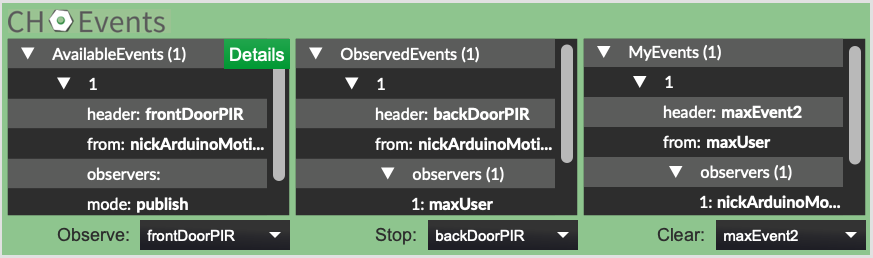 CH Events
AvailableEvents (1)
Details
1
header: frontDoorPIR
from: nickArduinoMoti...
observers:
mode: publish
Observe: frontDoorPIR
ObservedEvents (1)
1
header: backDoorPIR
from: nickArduinoMoti...
observers (1)
1: maxUser
Stop: backDoorPIR
MyEvents (1)
1
header: maxEvent2
from: maxUser
observers (1)
1: nickArduinoMo...
Clear: maxEvent2